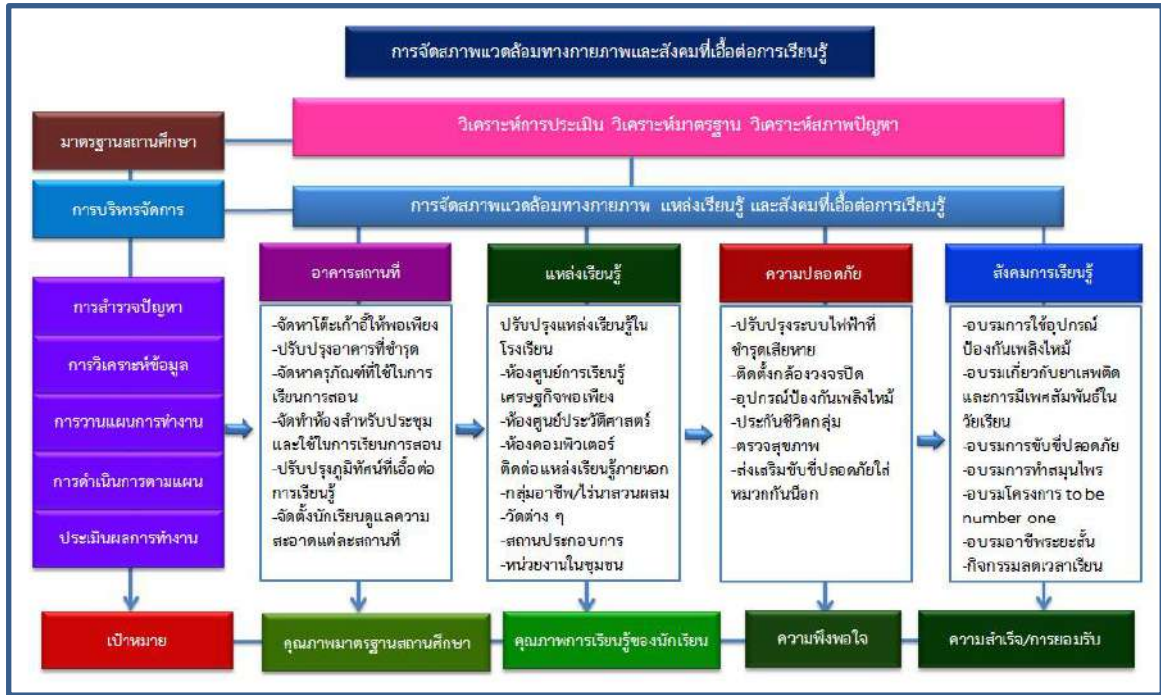 การจัดสภาพแวดล้อมทางกายภาพและสังคมที่เอื้อต่อการเรียนรู้
วิเคราะห์การประเมิน วิเคราะห์มาตรฐาน วิเคราะห์สภาพปัญหา
มาตรฐานสถานศึกษา
การบริหารจัดการ
การจัดสภาพแวดล้อมทางกายภาพ แหล่งเรียนรู้ และสังคมที่เอื้อต่อการเรียนรู้
การสำรวจปัญหา
การวิเคราะห์ข้อมูล
การวานแผนการทำงาน
การดำเนินการตามแผน
ประเมินผลการทำงาน
อาคารสถานที่
-จัดหาโต๊ะเก้าอี้ให้พอเพียง
-ปรับปรุงอาคารที่ชำรุด
-จัดหาครุภัณฑ์ที่ใช้ในการ
เรียนการสอน
-จัดทำห้องสำหรับประชุม
และใช้ในการเรียนการสอน
-ปรับปรุงภูมิทัศน์ที่เอื้อต่อ
การเรียนรู้
-จัดตั้งนักเรียนดูแลความ
สะอาดแต่ละสถานที่
แหล่งเรียนรู้
ปรับปรุงแหล่งเรียนรู้ใน
โรงเรียน
-ห้องศูนย์การเรียนรู้
เศรษฐกิจพอเพียง
-ห้องศูนย์ประวัติศาสตร์
-ห้องคอมพิวเตอร์
ติดต่อแหล่งเรียนรู้ภายนอก
-กลุ่มอาชีพ/ไร่นาสวนผสม
-วัดต่าง ๆ
-สถานประกอบการ
-หน่วยงานในชุมชน
ความปลอดภัย
-ปรับปรุงระบบไฟฟ้าที่
ชำรุดเสียหาย
-ติดตั้งกล้องวงจรปิด
-อุปกรณ์ป้องกันเพลิงไหม้
-ประกันชีวิตกลุ่ม
-ตรวจสุขภาพ
-ส่งเสริมขับขี่ปลอดภัยใส่
หมวกกันน็อก
สังคมการเรียนรู้
-อบรมการใช้อุปกรณ์
ป้องกันเพลิงไหม้
-อบรมเกี่ยวกับยาเสพติด
และการมีเพศสัมพันธ์ใน
วัยเรียน
-อบรมการขับขี่ปลอดภัย
-อบรมการทำสมุนไพร
-อบรมโครงการ to be
number one
-อบรมอาชีพระยะสั้น
-กิจกรรมลดเวลาเรียน
เป้าหมาย
คุณภาพมาตรฐานสถานศึกษา
คุณภาพการเรียนรู้ของนักเรียน
ความพึงพอใจ
ความสำเร็จ/การยอมรับ